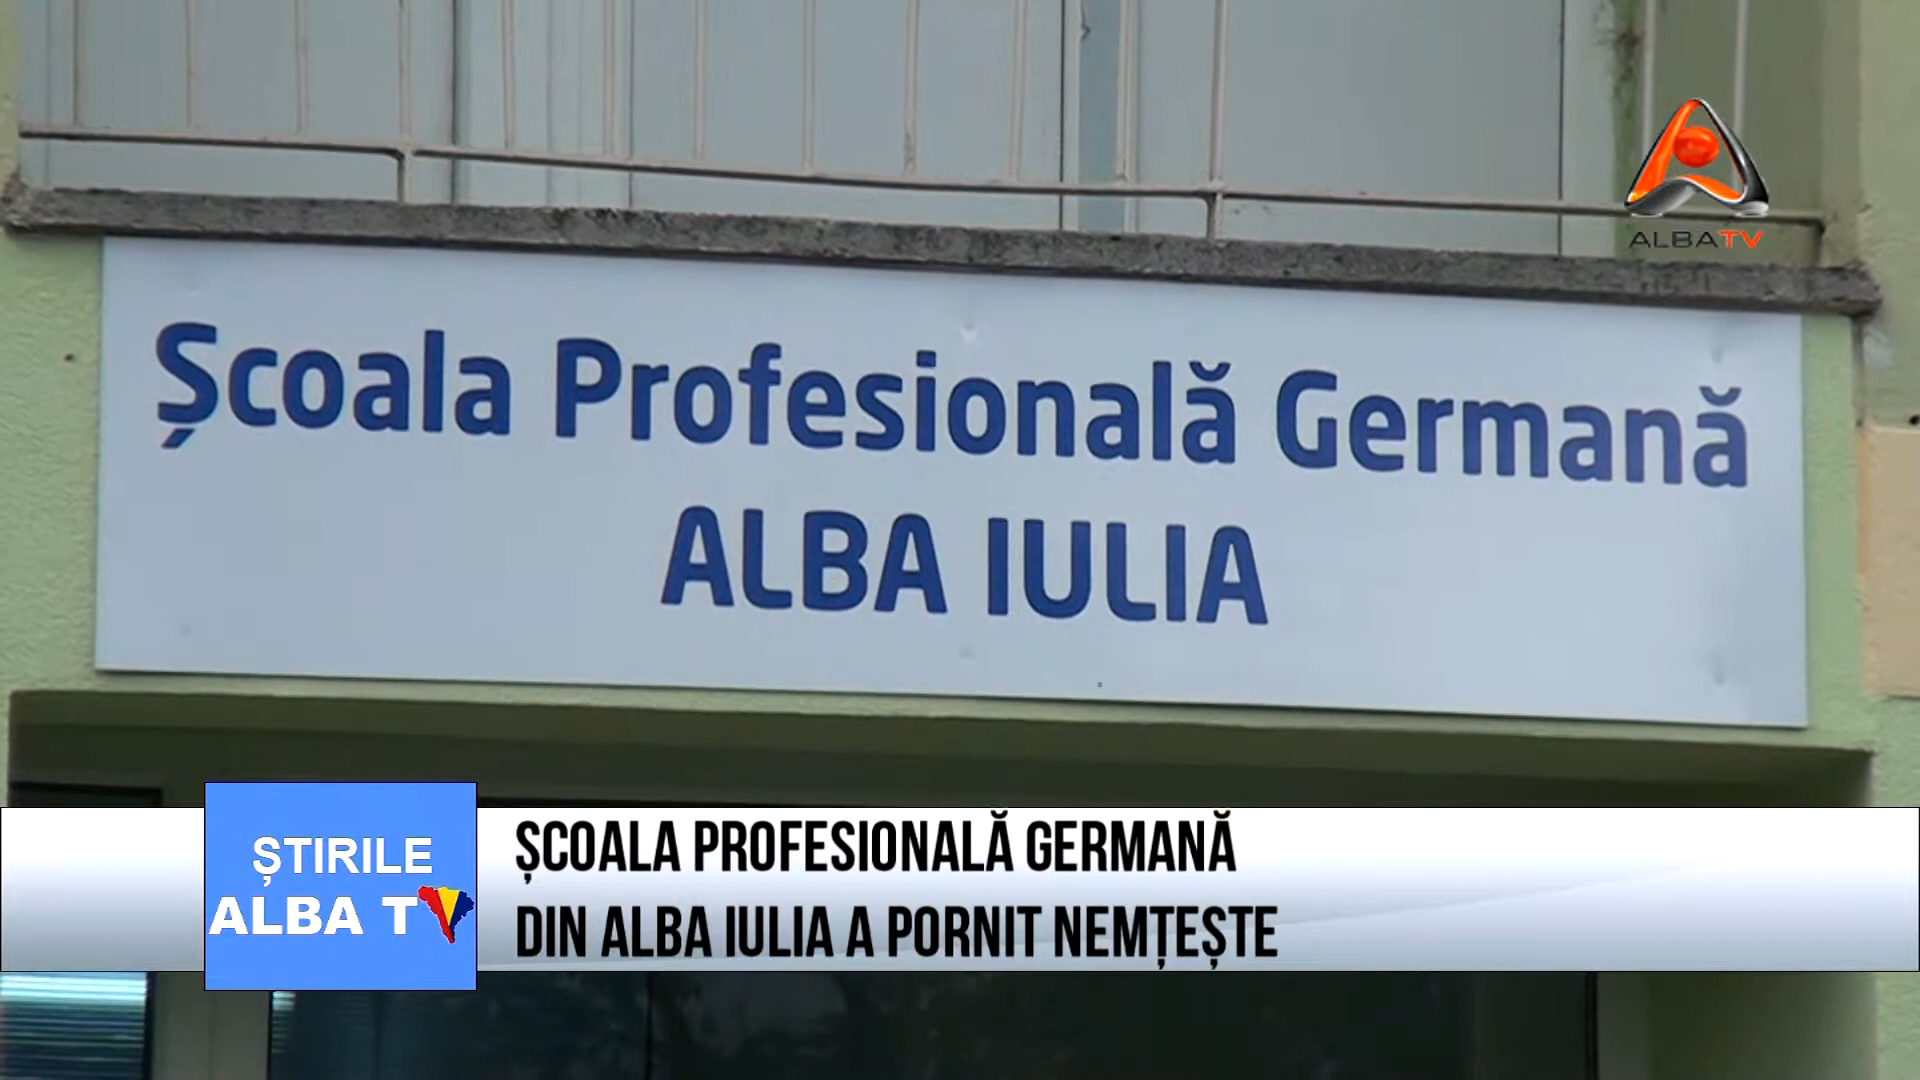 ALBATV
Școala Profesională Germană
ALBA IULIA
ȘTIRILE
ALBA TV
ȘCOALA PROFESIONALĂ GERMANĂ
DIN ALBA IULIA A PORNIT NEMȚEȘTE